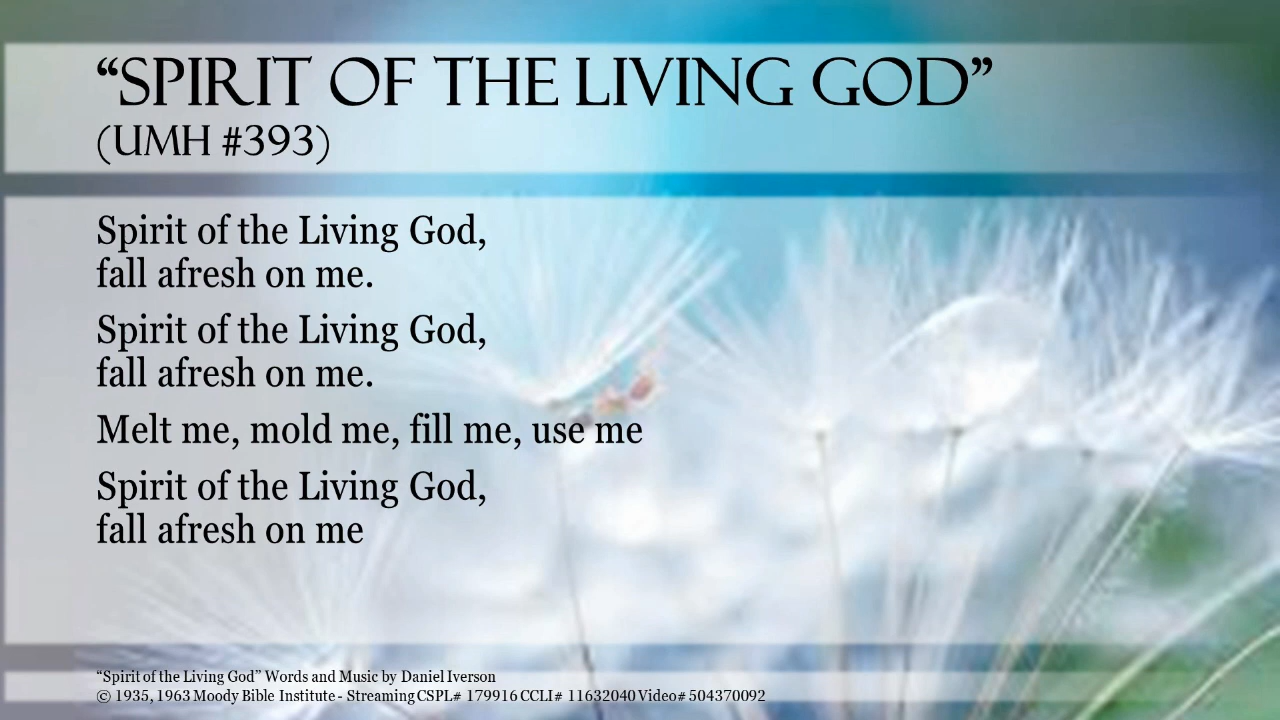 “SPIRIT OF THE LIVING GOD”
(UMH #393)
Spirit of the Living God,
fall afresh on me.
Spirit of the Living God,
fall afresh on me.
Melt me, mold me, fill me, use me
Spirit of the Living God,
fall afresh on me
“Spirit of the Living God” Words and Music by Daniel Iverson
© 1935, 1963 Moody Bible Institute - Streaming CSPL# 179916 CCLI# 11632040 Video# 504370092